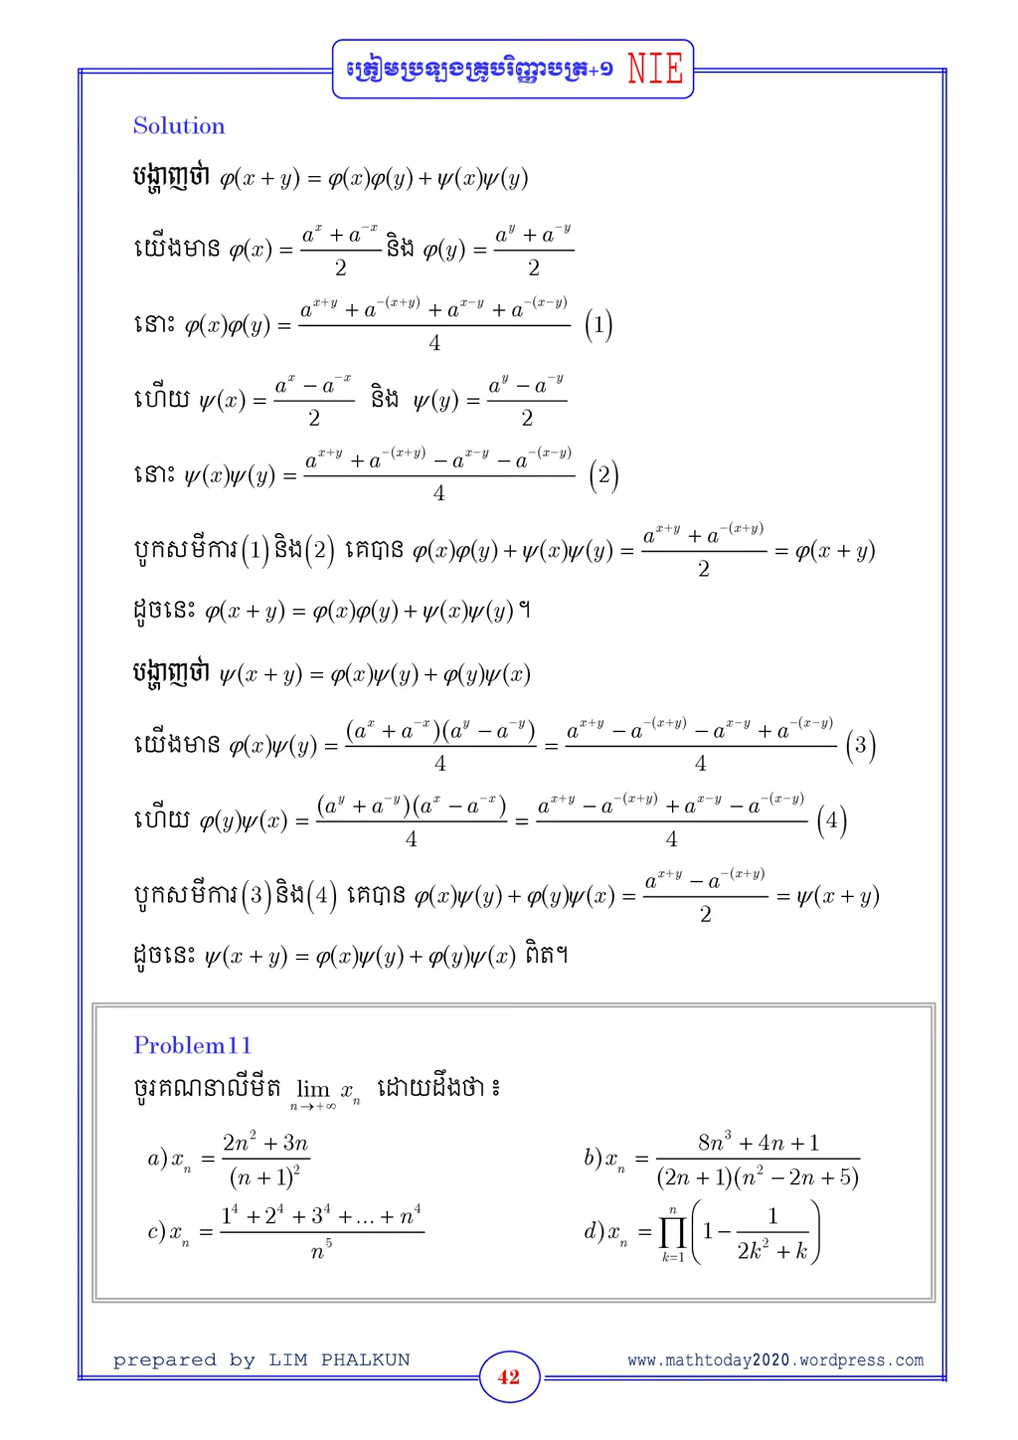 ត្រៀមប្រឡងគ្រូបរិញ្ញាបត្រ+១ NIE
Solution
បង្ហាញថា φ(x + y) = φ(x)φ(y) + ψ(x)ψ(y)
យើងមាន φ(x) = (a^x + a^{-x})/2 និង φ(y) = (a^y + a^{-y})/2
នោះ φ(x)φ(y) = (a^{x+y} + a^{-(x+y)} + a^{x-y} + a^{-(x-y)})/4 (1)
ហើយ ψ(x) = (a^x − a^{-x})/2 និង ψ(y) = (a^y − a^{-y})/2
នោះ ψ(x)ψ(y) = (a^{x+y} + a^{-(x+y)} − a^{x-y} − a^{-(x-y)})/4 (2)
បូកសមីការ(1)និង(2) គេបាន φ(x)φ(y) + ψ(x)ψ(y) = (a^{x+y} + a^{-(x+y)})/2 = φ(x + y)
ដូចនេះ φ(x + y) = φ(x)φ(y) + ψ(x)ψ(y)។
បង្ហាញថា ψ(x + y) = φ(x)ψ(y) + φ(y)ψ(x)
យើងមាន φ(x)ψ(y) = (a^x + a^{-x})(a^y − a^{-y})/4 = (a^{x+y} − a^{-(x+y)} − a^{x-y} + a^{-(x-y)})/4 (3)
ហើយ φ(y)ψ(x) = (a^y + a^{-y})(a^x − a^{-x})/4 = (a^{x+y} − a^{-(x+y)} + a^{x-y} − a^{-(x-y)})/4 (4)
បូកសមីការ(3)និង(4) គេបាន φ(x)ψ(y) + φ(y)ψ(x) = (a^{x+y} − a^{-(x+y)})/2 = ψ(x + y)
ដូចនេះ ψ(x + y) = φ(x)ψ(y) + φ(y)ψ(x) ពិត។
Problem11
ចូរគណនាលីមីត lim_{n→+∞} x_n ដោយដឹងថា ៖
a) x_n = (2n^2 + 3n)/(n + 1)^2 b) x_n = (8n^3 + 4n + 1)/((2n + 1)(n^2 − 2n + 5))
c) x_n = (1^4 + 2^4 + 3^4 + ... + n^4)/n^5 d) x_n = ∏_{k=1}^{n} (1 − 1/(2k^2 + k))
prepared by LIM PHALKUN www.mathtoday2020.wordpress.com
42